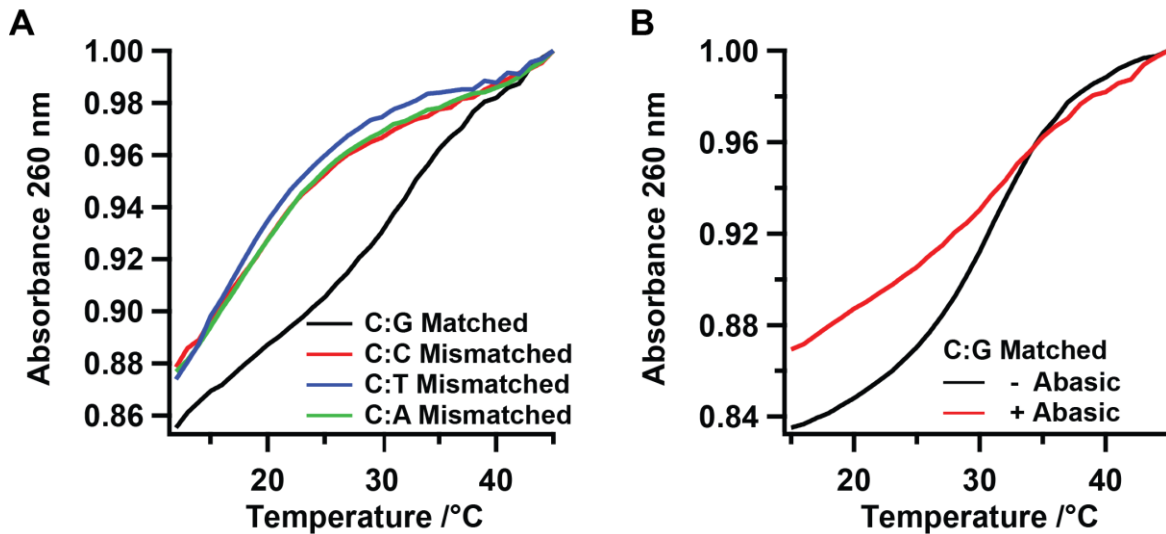 A
Absorbance 260 nm
1.00
0.98
0.96
0.94
0.92
0.90
0.88
0.86
C:G Matched
C:C Mismatched
C:T Mismatched
C:A Mismatched
20
30
40
Temperature /°C
B
Absorbance 260 nm
1.00
0.96
0.92
0.88
0.84
C:G Matched
- Abasic
+ Abasic
20
30
40
Temperature /°C